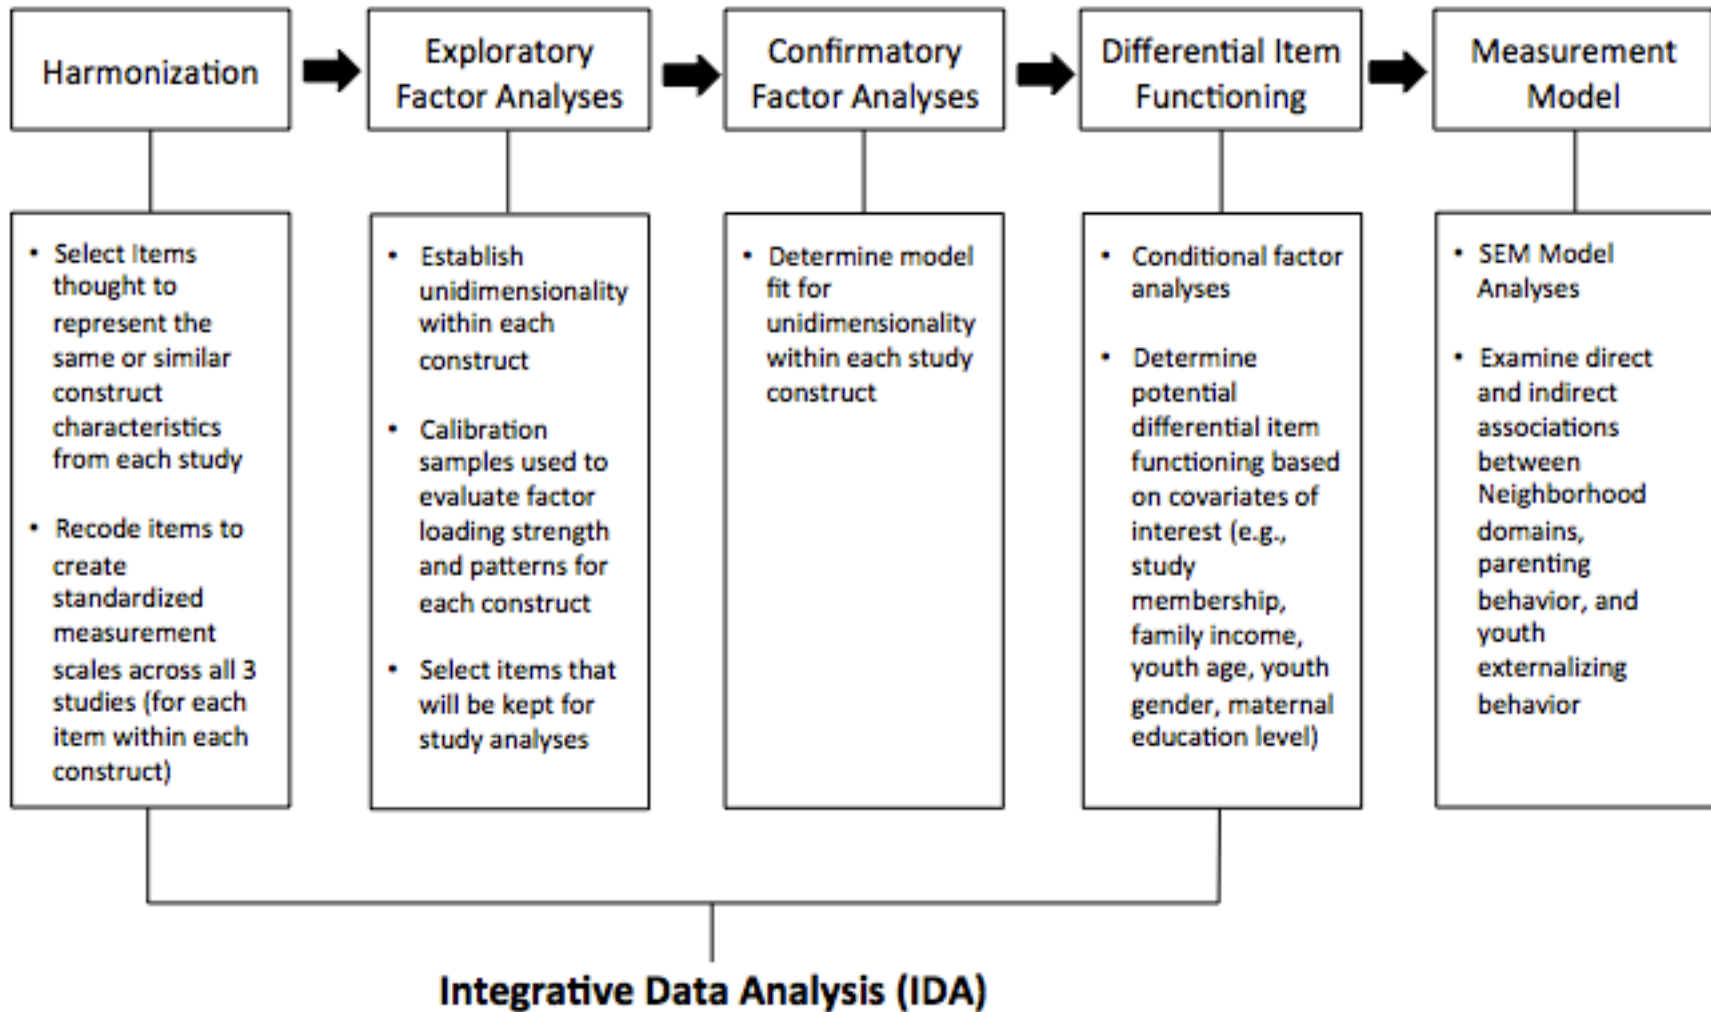 Harmonization
Exploratory
Factor Analyses
Confirmatory
Factor Analyses
Differential Item
Functioning
Measurement
Model
• Select Items
thought to
represent the
same or similar
construct
characteristics
from each study
• Recode items to
create
standardized
measurement
scales across all 3
studies (for each
item within each
construct)
• Establish
unidimensionality
within each
construct
• Calibration
samples used to
evaluate factor
loading strength
and patterns for
each construct
• Select items that
will be kept for
study analyses
• Determine model
fit for
unidimensionality
within each study
construct
• Conditional factor
analyses
• Determine
potential
differential item
functioning based
on covariates of
interest (e.g.,
study
membership,
family income,
youth age, youth
gender, maternal
education level)
• SEM Model
Analyses
• Examine direct
and indirect
associations
between
Neighborhood
domains,
parenting
behavior, and
youth
externalizing
behavior
Integrative Data Analysis (IDA)